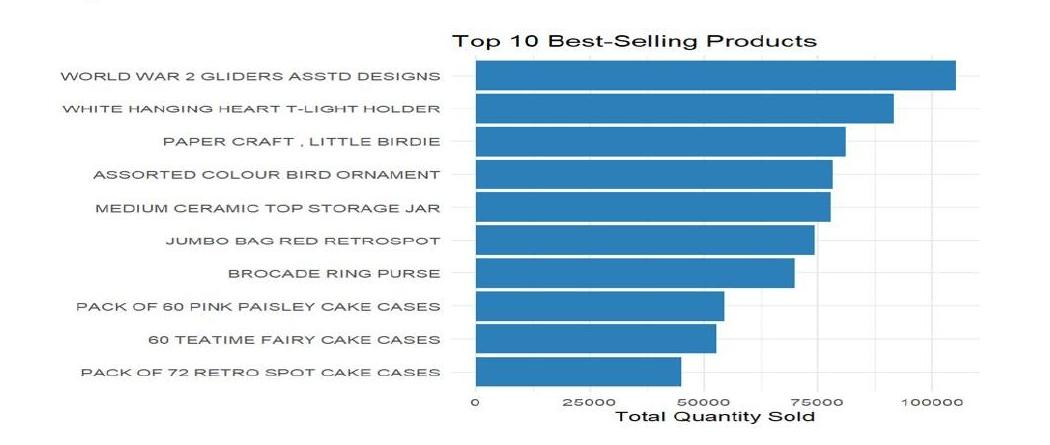 Top 10 Best-Selling Products
WORLD WAR 2 GLIDERS ASSTD DESIGNS
WHITE HANGING HEART T-LIGHT HOLDER
PAPER CRAFT , LITTLE BIRDIE
ASSORTED COLOUR BIRD ORNAMENT
MEDIUM CERAMIC TOP STORAGE JAR
JUMBO BAG RED RETROSPOT
BROCADE RING PURSE
PACK OF 60 PINK PAISLEY CAKE CASES
60 TEATIME FAIRY CAKE CASES
PACK OF 72 RETRO SPOT CAKE CASES
0 25000 50000 75000 100000
Total Quantity Sold